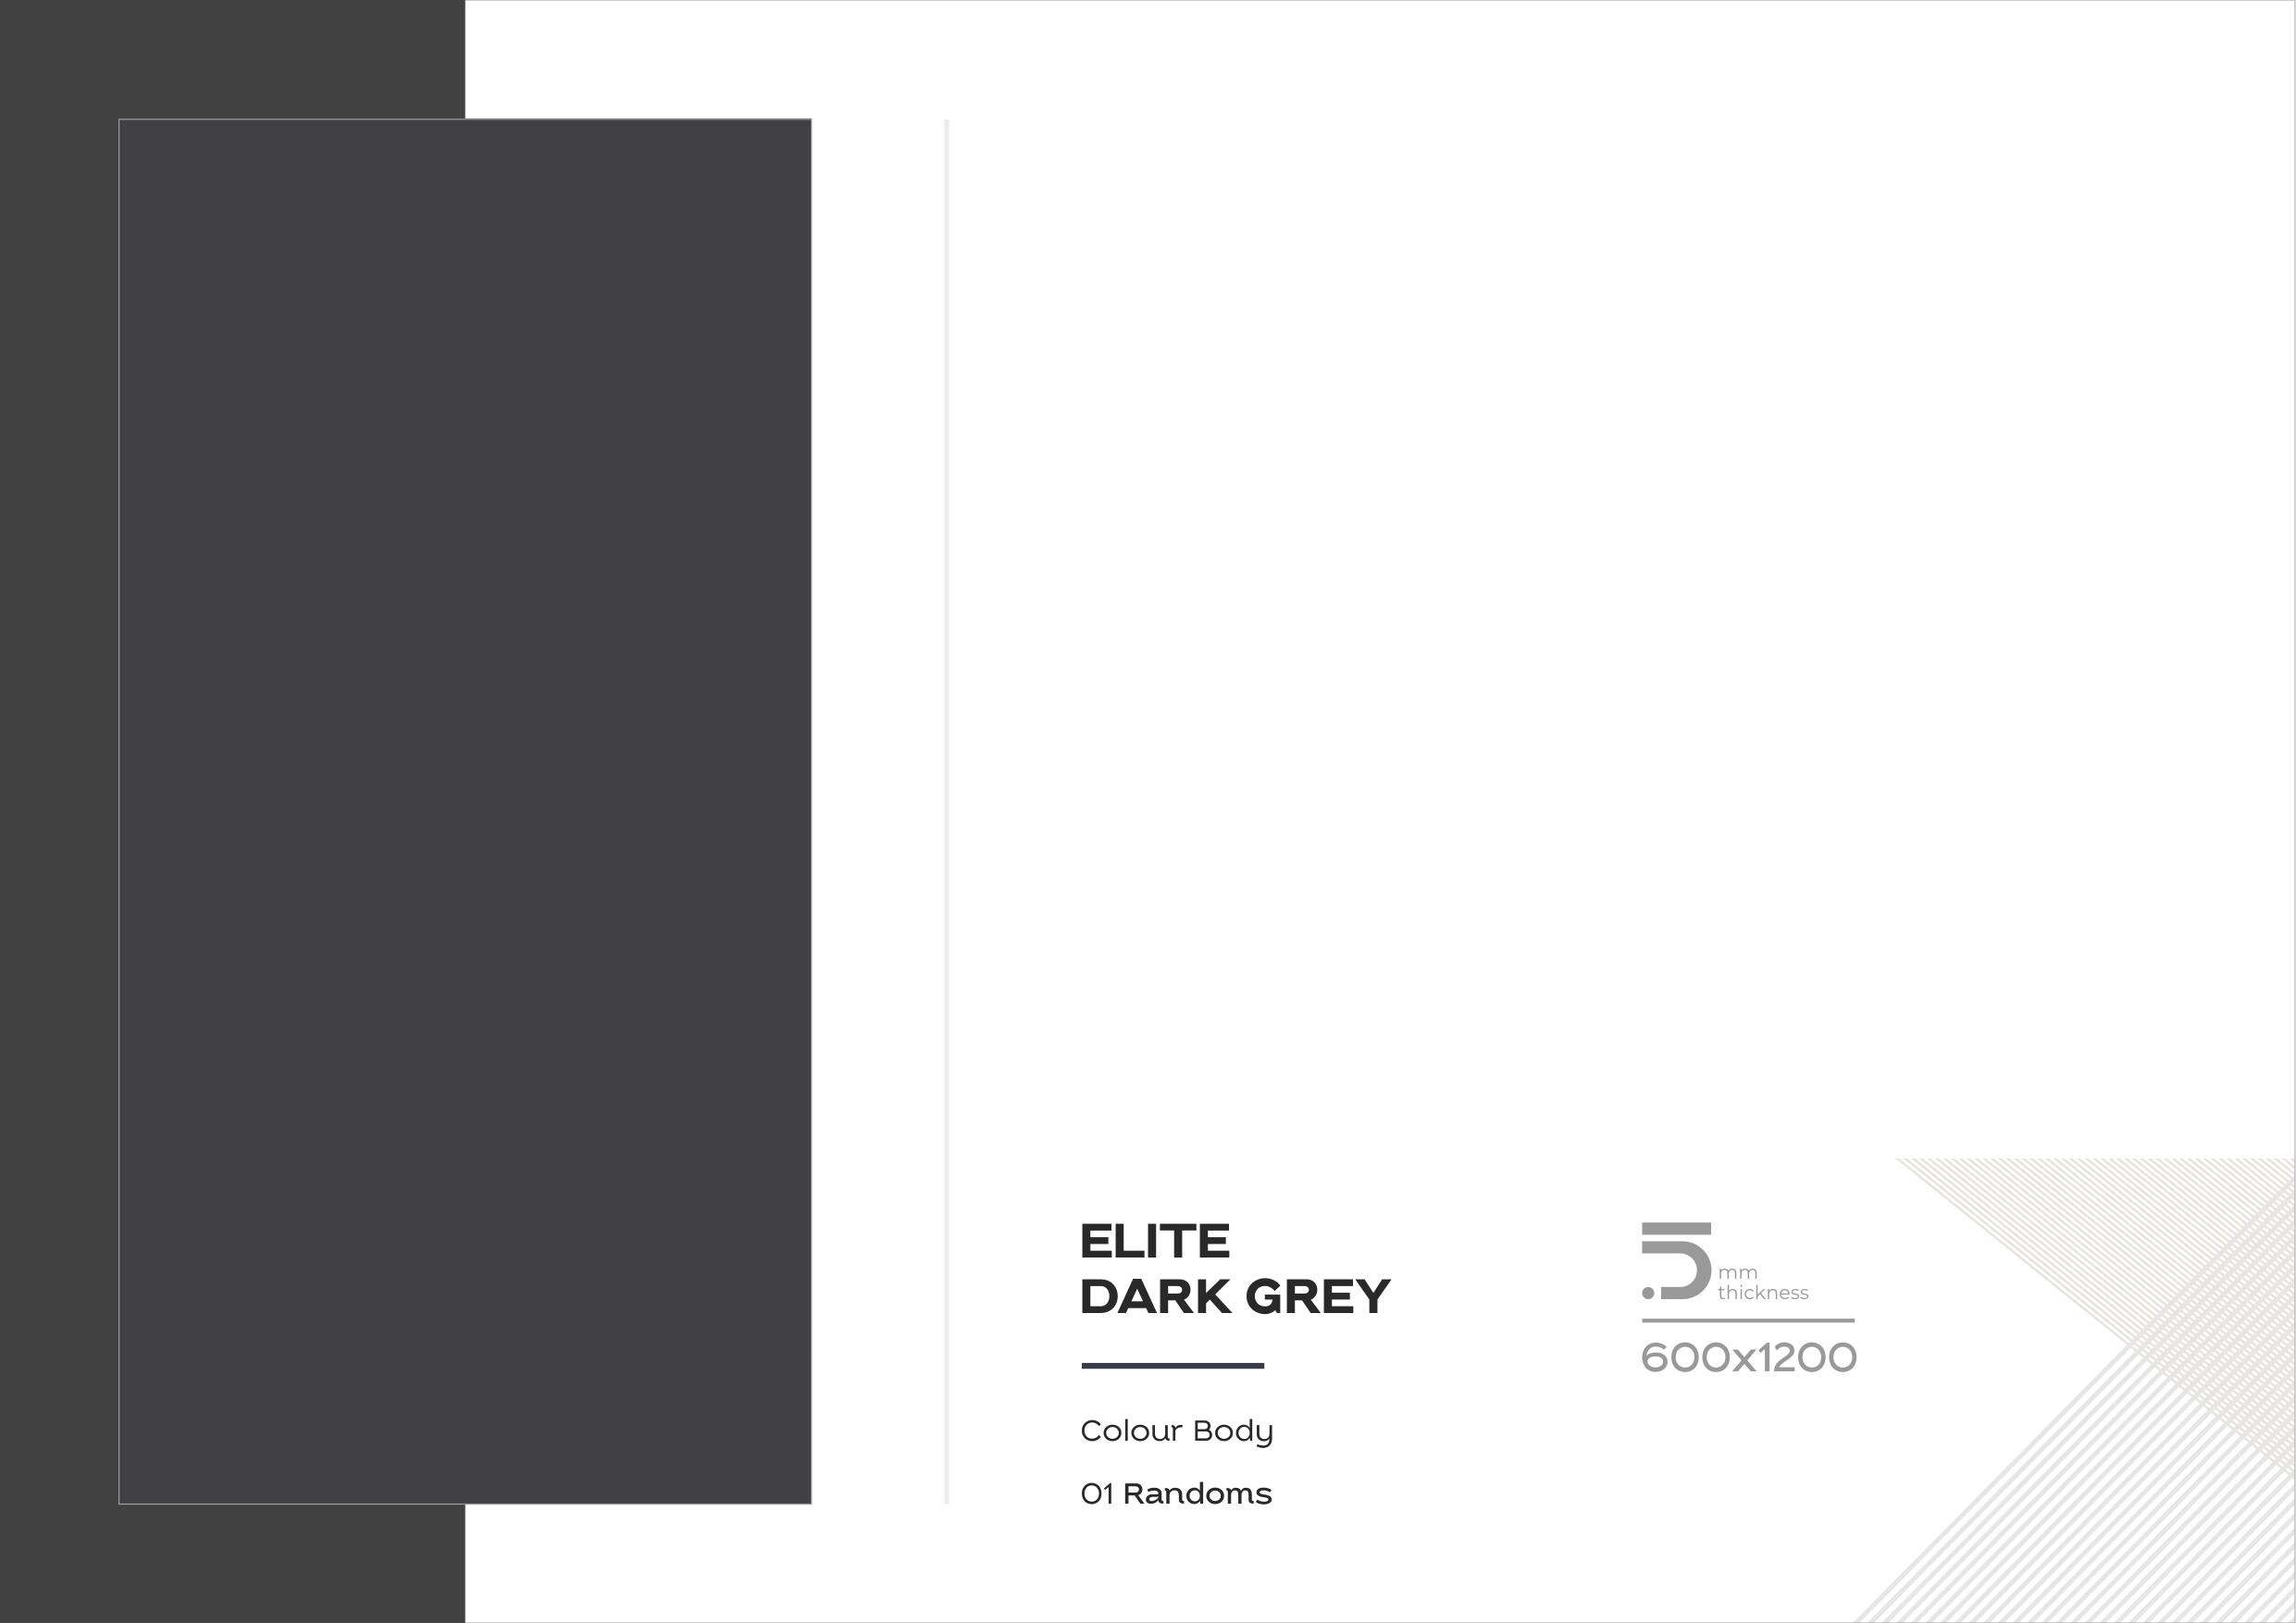 ELITE
DARK GREY
Colour Body
01 Randoms
5 mm
thickness
600x1200